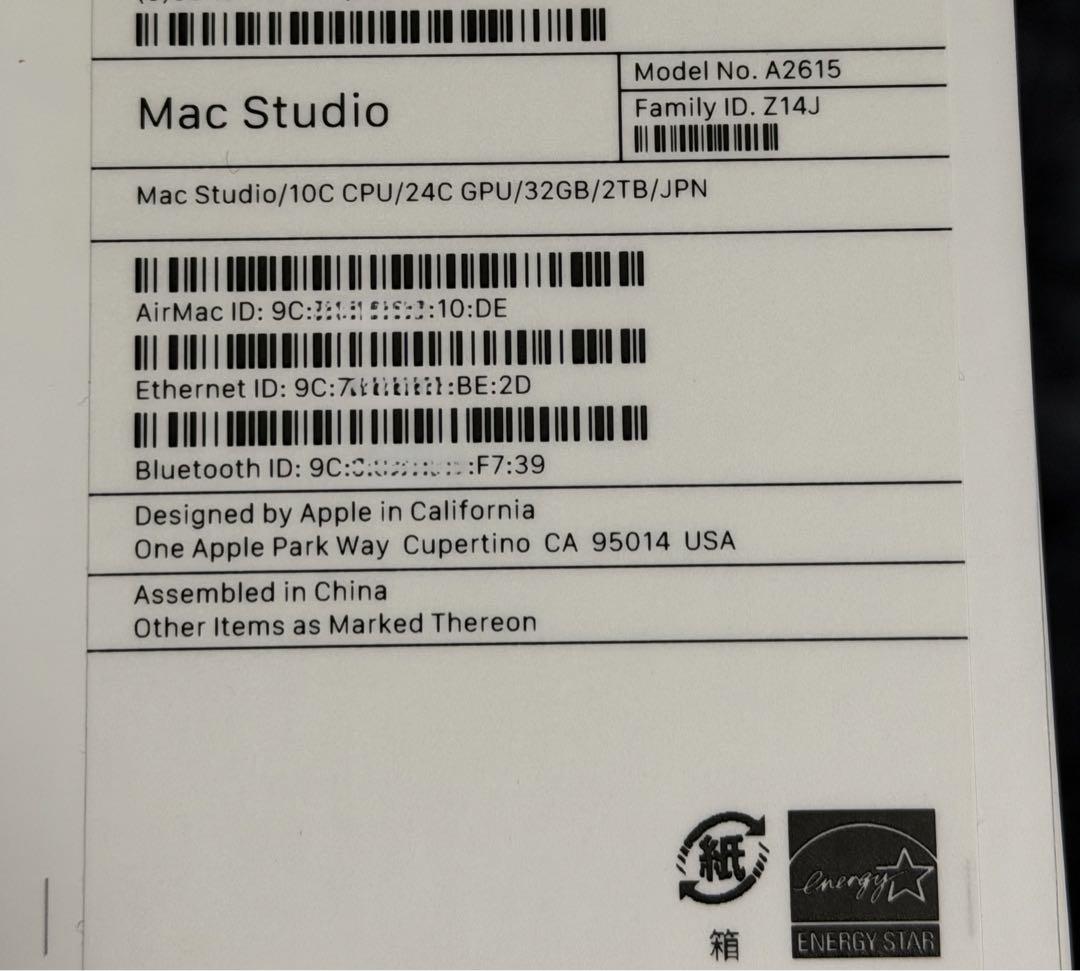 Mac Studio
Model No. A2615
Family ID. Z14J
Mac Studio/10C CPU/24C GPU/32GB/2TB/JPN
AirMac ID: 9C: :10:DE
Ethernet ID: 9C:7 :BE:2D
Bluetooth ID: 9C: :F7:39
Designed by Apple in California
One Apple Park Way Cupertino CA 95014 USA
Assembled in China
Other Items as Marked Thereon
紙
箱
energy
ENERGY STAR